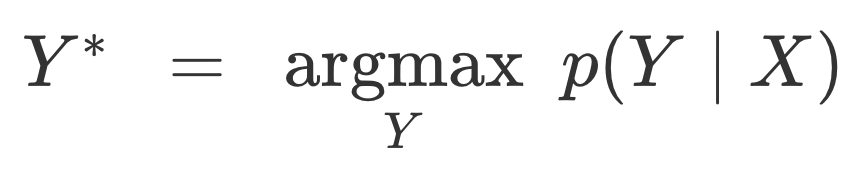 Y* = argmax p(Y | X)
Y